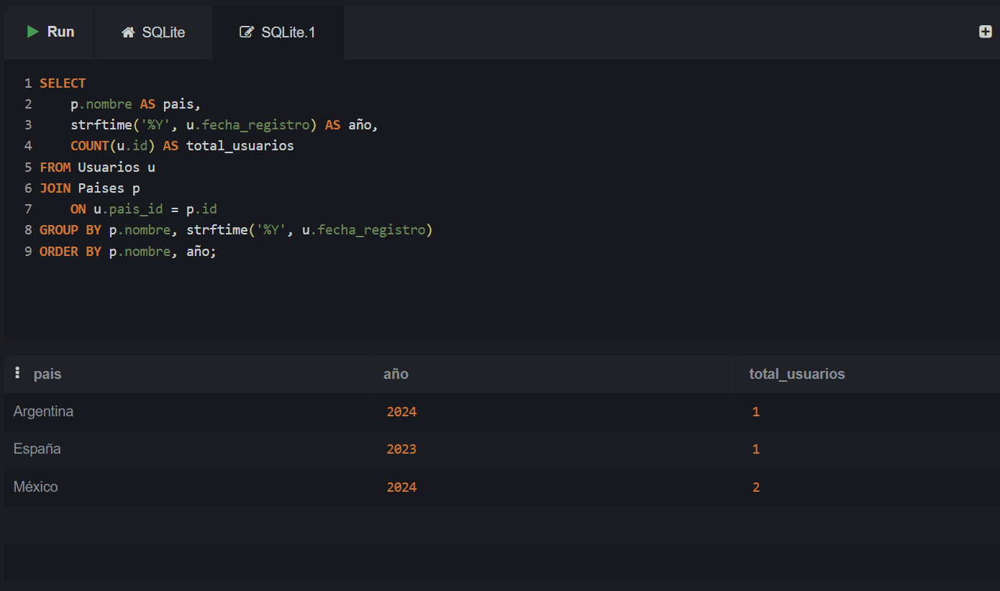 Run SQLite SQLite.1
1 SELECT
2     p.nombre AS pais,
3     strftime('%Y', u.fecha_registro) AS año,
4     COUNT(u.id) AS total_usuarios
5 FROM Usuarios u
6 JOIN Paises p
7     ON u.pais_id = p.id
8 GROUP BY p.nombre, strftime('%Y', u.fecha_registro)
9 ORDER BY p.nombre, año;
pais año total_usuarios
Argentina 2024 1
España 2023 1
México 2024 2